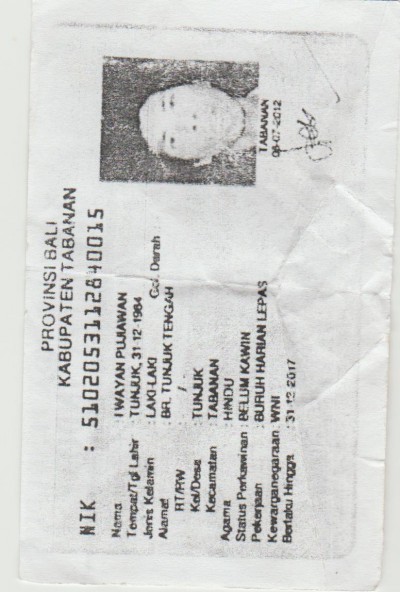 PROVINSI BALI
KABUPATEN TABANAN
NIK : 5102053112840015
Nama : I WAYAN PUJIAWAN
Tempat/Tgl Lahir : TUNJUK, 31-12-1984
Jenis Kelamin : LAKI-LAKI Gol. Darah :
Alamat : BR. TUNJUK TENGAH
RT/RW : /
Kel/Desa : TUNJUK
Kecamatan : TABANAN
Agama : HINDU
Status Perkawinan : BELUM KAWIN
Pekerjaan : BURUH HARIAN LEPAS
Kewarganegaraan : WNI
Berlaku Hingga : 31-12-2017
TABANAN
06-07-2012